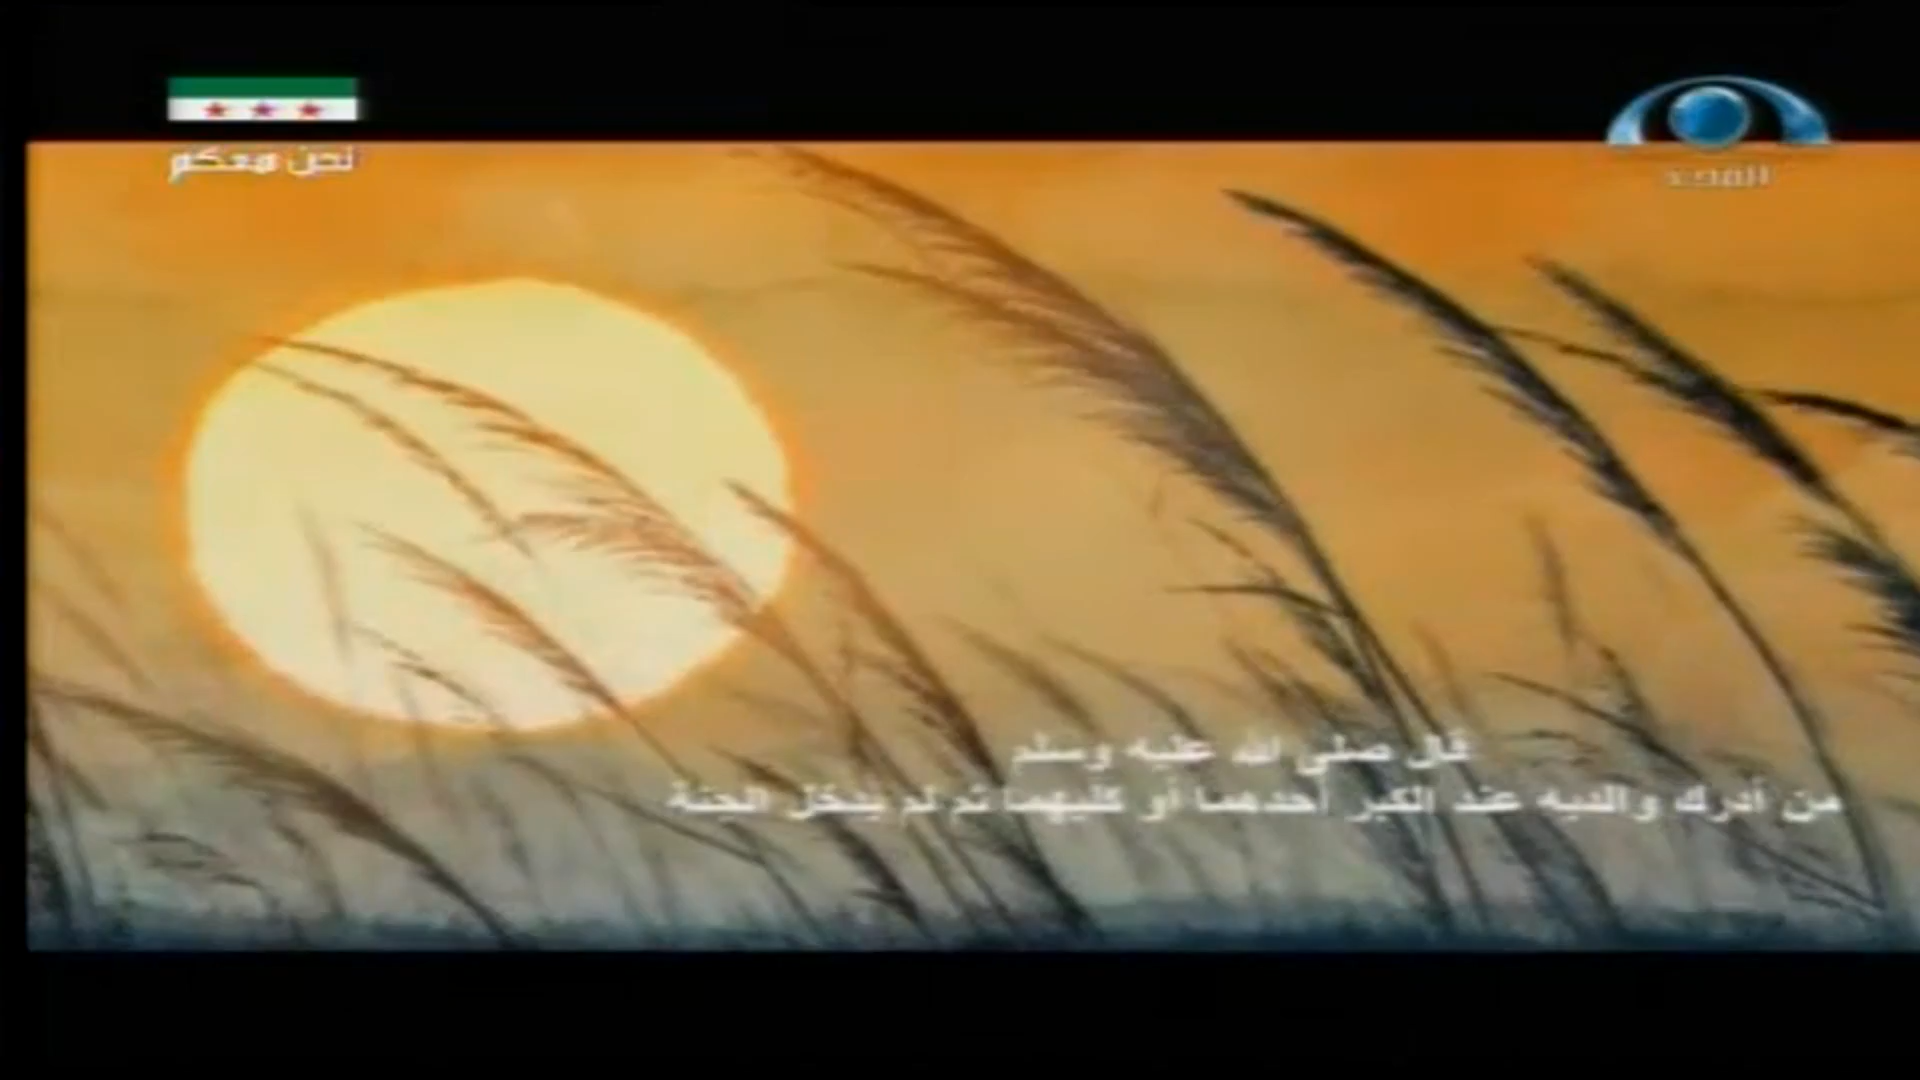 نحن معكم
المجد
قال صلى الله عليه وسلم
من أدرك والديه عند الكبر أحدهما أو كليهما ثم لم يدخل الجنة